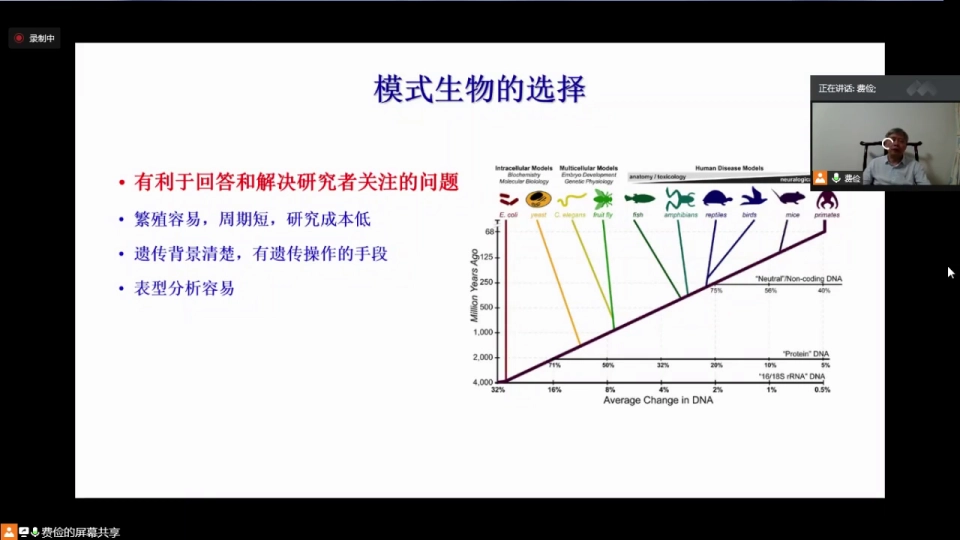 录制中
模式生物的选择
正在讲话: 费俭;
费俭
• 有利于回答和解决研究者关注的问题
• 繁殖容易，周期短，研究成本低
• 遗传背景清楚，有遗传操作的手段
• 表型分析容易
Intracellular Models
Biochemistry
Molecular Biology
Multicellular Models
Embryo Development
Genetic Physiology
Human Disease Models
anatomy / toxicology
neurologic
E. coli yeast C. elegans fruit fly fish amphibians reptiles birds mice primates
Million Years Ago
68
125
250
500
1,000
2,000
4,000
"Neutral"/Non-coding DNA
75% 56% 40%
"Protein" DNA
71% 50% 32% 20% 10% 5%
"16/18S rRNA" DNA
32% 16% 8% 4% 2% 1% 0.5%
Average Change in DNA
费俭的屏幕共享